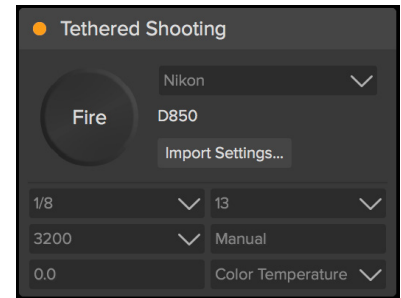 Tethered Shooting
Nikon
Fire
D850
Import Settings...
1/8
13
3200
Manual
0.0
Color Temperature